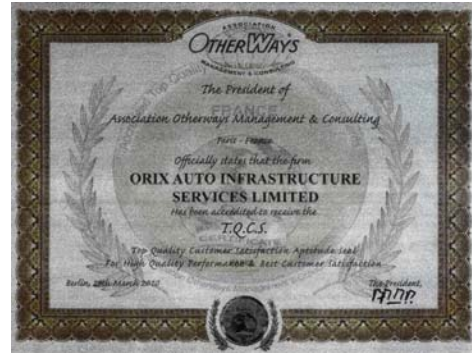 ASSOCIATION
OTHERWAYS
MANAGEMENT & CONSULTING
The President of
FRANCE
Association Otherways Management & Consulting
Paris - France
Officially states that the firm
ORIX AUTO INFRASTRUCTURE
SERVICES LIMITED
Has been accredited to receive the
T.Q.C.S.
Top Quality Customer Satisfaction Aptitude Seal
For High Quality Performance & Best Customer Satisfaction
Berlin, March 2010
The President,